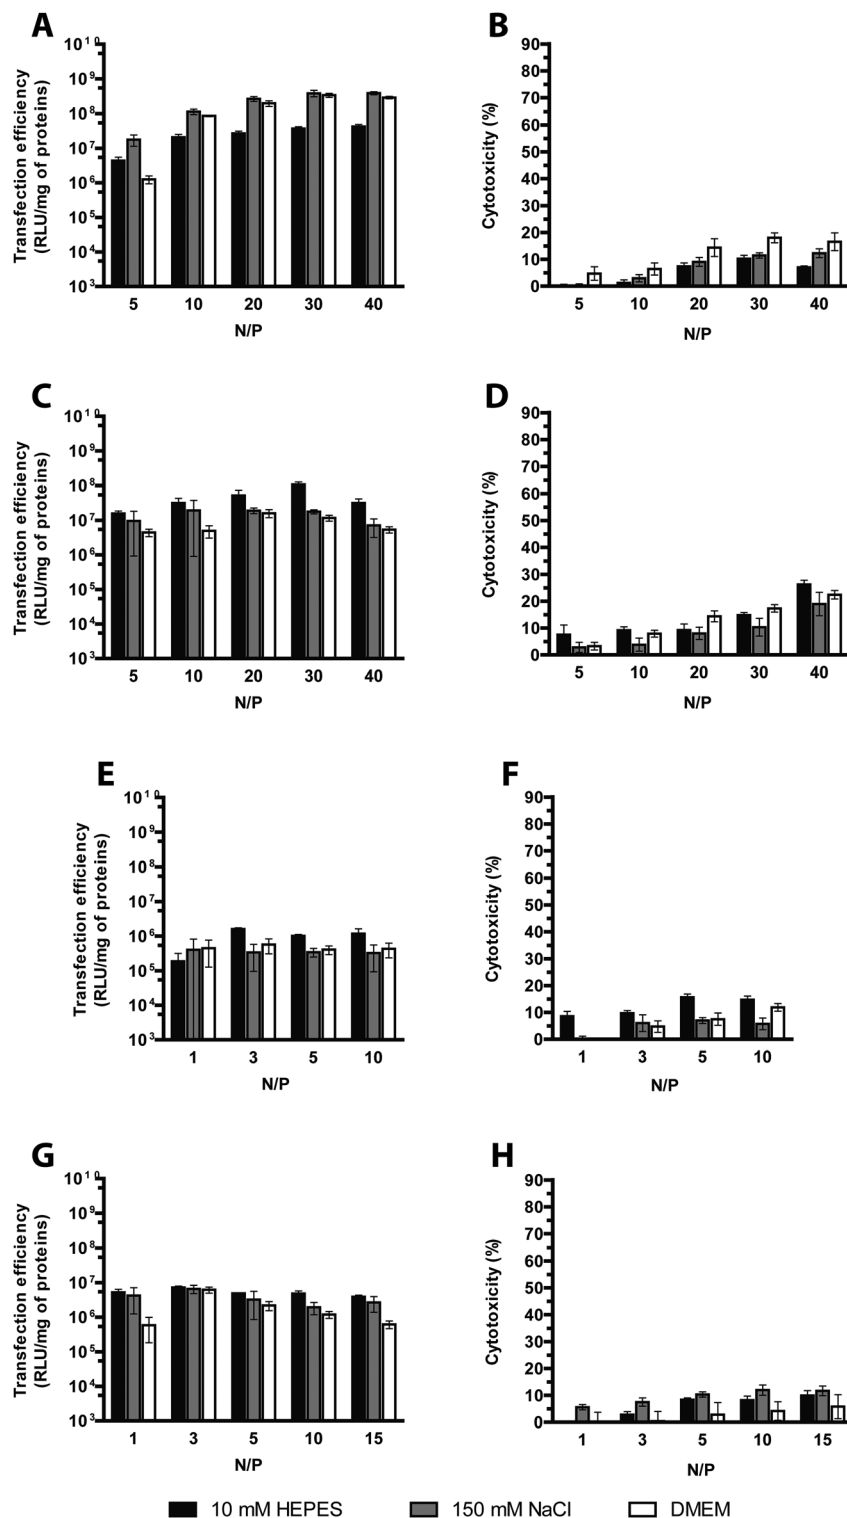 A
Transfection efficiency
(RLU/mg of proteins)
10^10
10^9
10^8
10^7
10^6
10^5
10^4
10^3
5 10 20 30 40
N/P
B
Cytotoxicity (%)
90
80
70
60
50
40
30
20
10
0
5 10 20 30 40
N/P
C
Transfection efficiency
(RLU/mg of proteins)
10^10
10^9
10^8
10^7
10^6
10^5
10^4
10^3
5 10 20 30 40
N/P
D
Cytotoxicity (%)
90
80
70
60
50
40
30
20
10
0
5 10 20 30 40
N/P
E
Transfection efficiency
(RLU/mg of proteins)
10^10
10^9
10^8
10^7
10^6
10^5
10^4
10^3
1 3 5 10
N/P
F
Cytotoxicity (%)
90
80
70
60
50
40
30
20
10
0
1 3 5 10
N/P
G
Transfection efficiency
(RLU/mg of proteins)
10^10
10^9
10^8
10^7
10^6
10^5
10^4
10^3
1 3 5 10 15
N/P
H
Cytotoxicity (%)
90
80
70
60
50
40
30
20
10
0
1 3 5 10 15
N/P
10 mM HEPES 150 mM NaCl DMEM